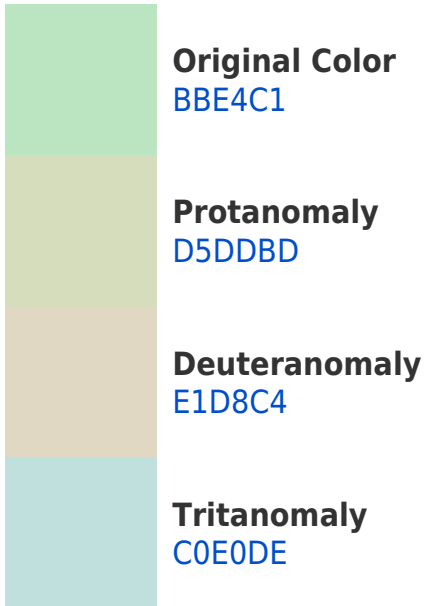 Original Color
BBE4C1
Protanomaly
D5DDBD
Deuteranomaly
E1D8C4
Tritanomaly
C0E0DE